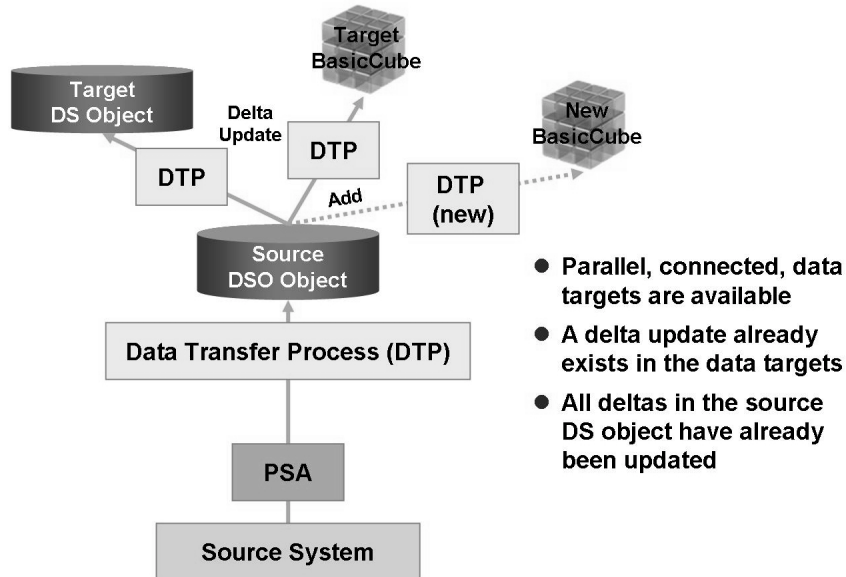 Target
BasicCube
Target
DS Object
Delta
Update
New
BasicCube
DTP
DTP
Add
DTP
(new)
Source
DSO Object
Parallel, connected, data
targets are available
A delta update already
exists in the data targets
All deltas in the source
DS object have already
been updated
Data Transfer Process (DTP)
PSA
Source System